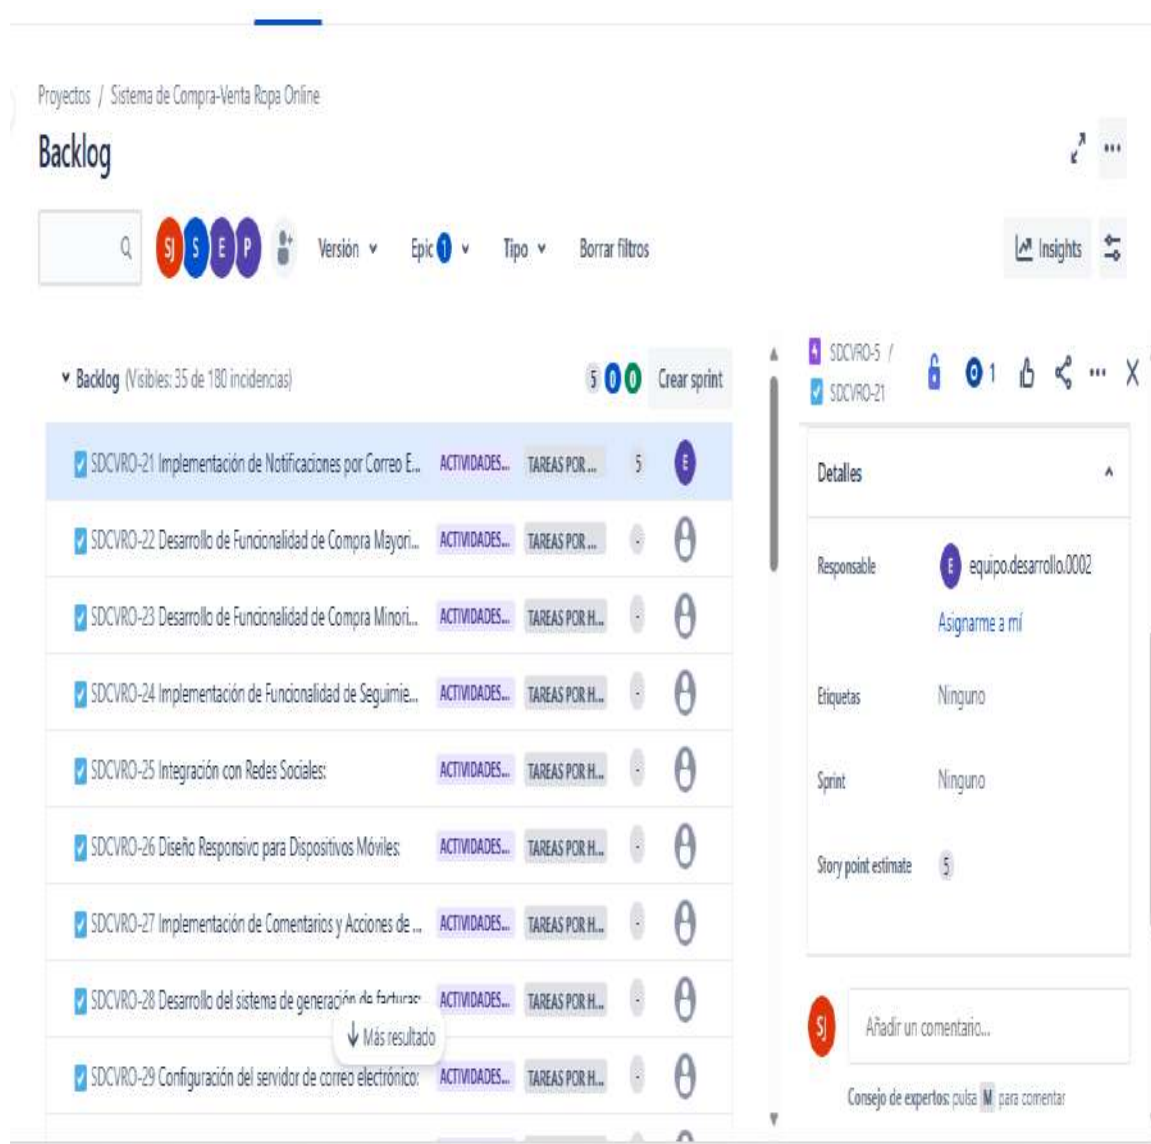 Proyectos / Sistema de Compra-Venta Ropa Online
Backlog
SJ S E P Versión Epic 1 Tipo Borrar filtros Insights
Backlog (Visibles: 35 de 180 incidencias) 5 0 0 Crear sprint
SDCVRO-21 Implementación de Notificaciones por Correo E... ACTIVIDADES... TAREAS POR ... 5 E
SDCVRO-22 Desarrollo de Funcionalidad de Compra Mayori... ACTIVIDADES... TAREAS POR ... -
SDCVRO-23 Desarrollo de Funcionalidad de Compra Minori... ACTIVIDADES... TAREAS POR H... -
SDCVRO-24 Implementación de Funcionalidad de Seguimie... ACTIVIDADES... TAREAS POR H... -
SDCVRO-25 Integración con Redes Sociales: ACTIVIDADES... TAREAS POR H... -
SDCVRO-26 Diseño Responsivo para Dispositivos Móviles: ACTIVIDADES... TAREAS POR H... -
SDCVRO-27 Implementación de Comentarios y Acciones de ... ACTIVIDADES... TAREAS POR H... -
SDCVRO-28 Desarrollo del sistema de generación de facturas: ACTIVIDADES... TAREAS POR H... -
Más resultado
SDCVRO-29 Configuración del servidor de correo electrónico: ACTIVIDADES... TAREAS POR H... -
SDCVRO-5 /
SDCVRO-21
1
Detalles
Responsable E equipo.desarrollo.0002
Asignarme a mí
Etiquetas Ninguno
Sprint Ninguno
Story point estimate 5
SJ Añadir un comentario...
Consejo de expertos: pulsa M para comentar